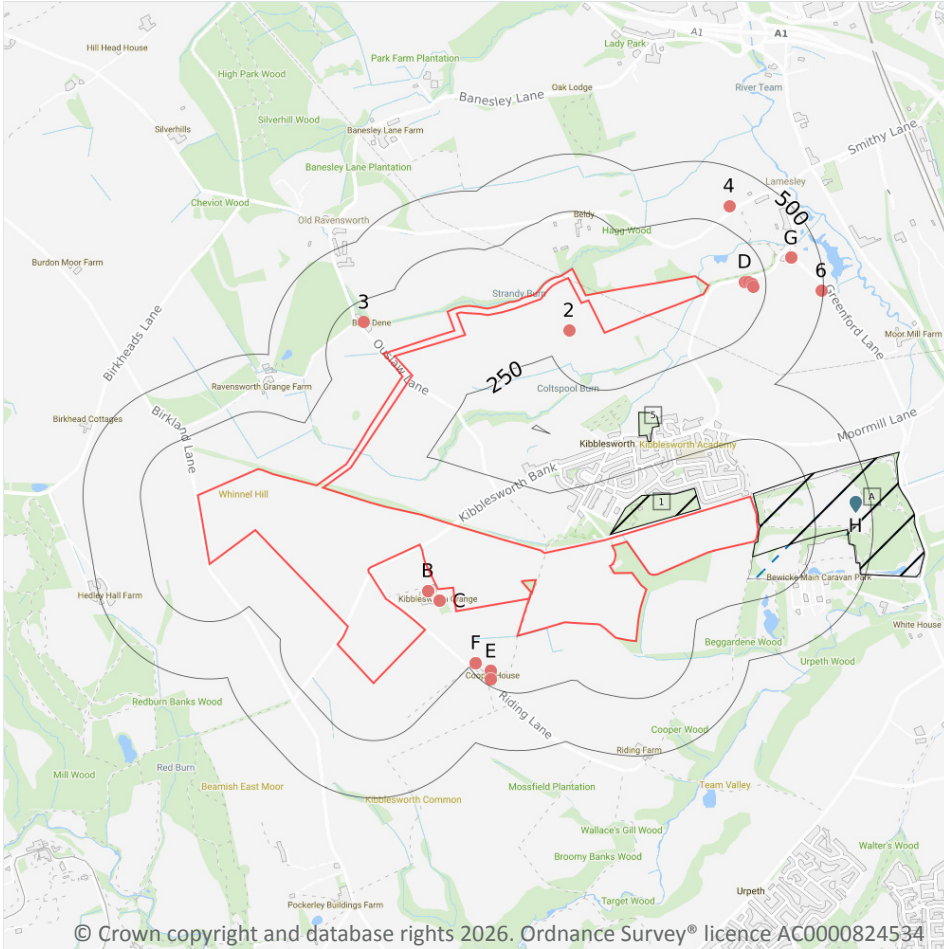 Hill Head House
Park Farm Plantation
Lady Park
A1
A1
High Park Wood
Oak Lodge
River Team
Banesley Lane
Silverhill Wood
Silverhills
Banesley Lane Farm
Smithy Lane
Banesley Lane Plantation
Lamesley
4
500
Cheviot Wood
Old Ravensworth
Beldy
Hagg Wood
G
Burdon Moor Farm
D
6
3
Strandy Burn
2
Greenford Lane
Birkheads Lane
Outsaw Lane
Moor Mill Farm
250
Ravensworth Grange Farm
Coltspool Burn
Birkhead Cottages
Birkland Lane
5
Moormill Lane
Kibblesworth
Kibblesworth Academy
Kibblesworth Bank
Whinnel Hill
1
A
H
B
Bewicke Main Caravan Park
Hedley Hall Farm
C
White House
F
E
Beggardene Wood
Urpeth Wood
Redburn Banks Wood
Riding Lane
Cooper Wood
Riding Farm
Mill Wood
Red Burn
Beamish East Moor
Mossfield Plantation
Team Valley
Kibblesworth Common
Wallace's Gill Wood
Walter's Wood
Broomy Banks Wood
Urpeth
Pockerley Buildings Farm
Target Wood
© Crown copyright and database rights 2026. Ordnance Survey® licence AC0000824534